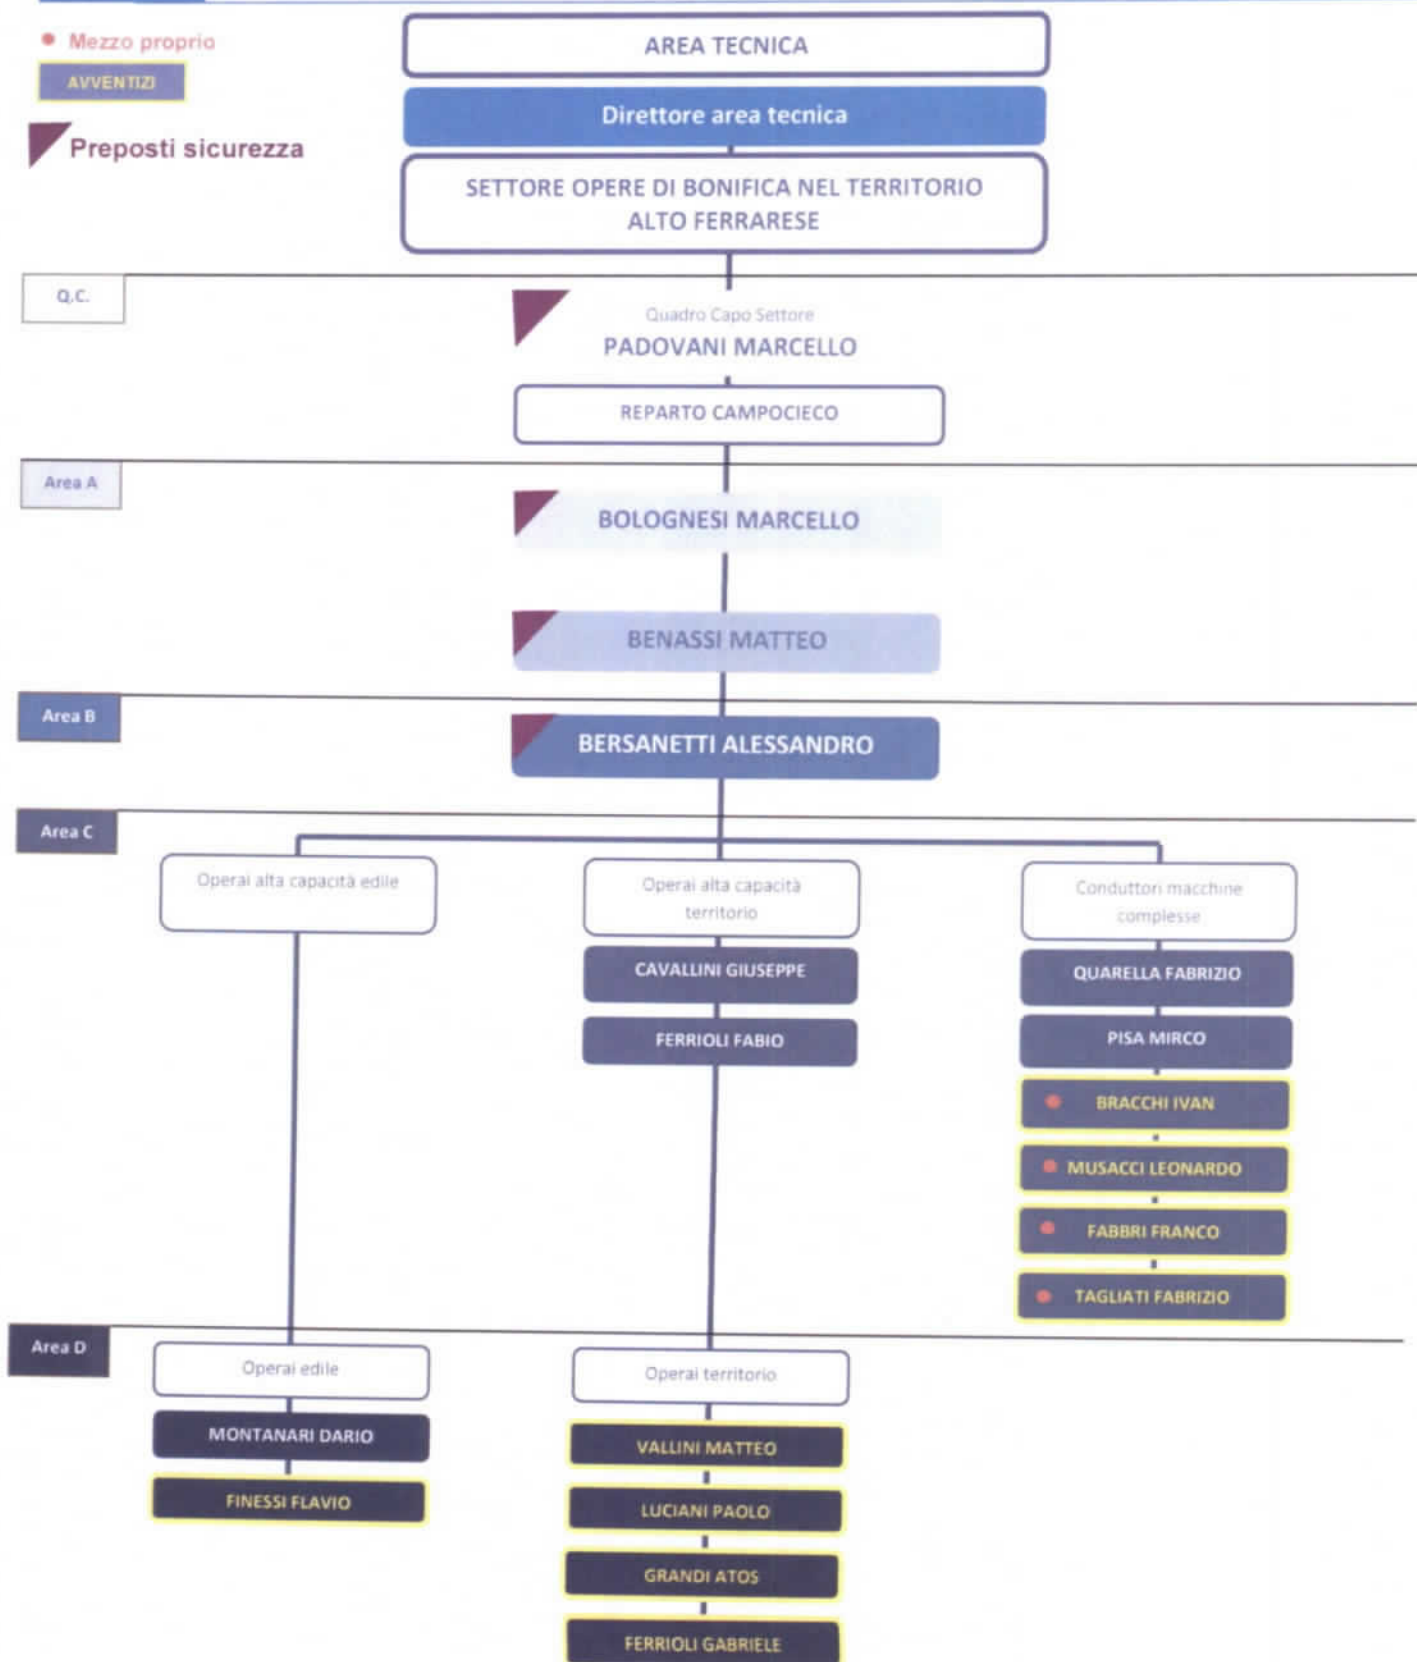 Mezzo proprio
AVVENTIZI
Preposti sicurezza
AREA TECNICA
Direttore area tecnica
SETTORE OPERE DI BONIFICA NEL TERRITORIO
ALTO FERRARESE
Q.C.
Quadro Capo Settore
PADOVANI MARCELLO
REPARTO CAMPOCIECO
Area A
BOLOGNESI MARCELLO
BENASSI MATTEO
Area B
BERSANETTI ALESSANDRO
Area C
Operai alta capacità edile
Operai alta capacità
territorio
CAVALLINI GIUSEPPE
FERRIOLI FABIO
Conduttori macchine
complesse
QUARELLA FABRIZIO
PISA MIRCO
BRACCHI IVAN
MUSACCI LEONARDO
FABBRI FRANCO
TAGLIATI FABRIZIO
Area D
Operai edile
MONTANARI DARIO
FINESSI FLAVIO
Operai territorio
VALLINI MATTEO
LUCIANI PAOLO
GRANDI ATOS
FERRIOLI GABRIELE